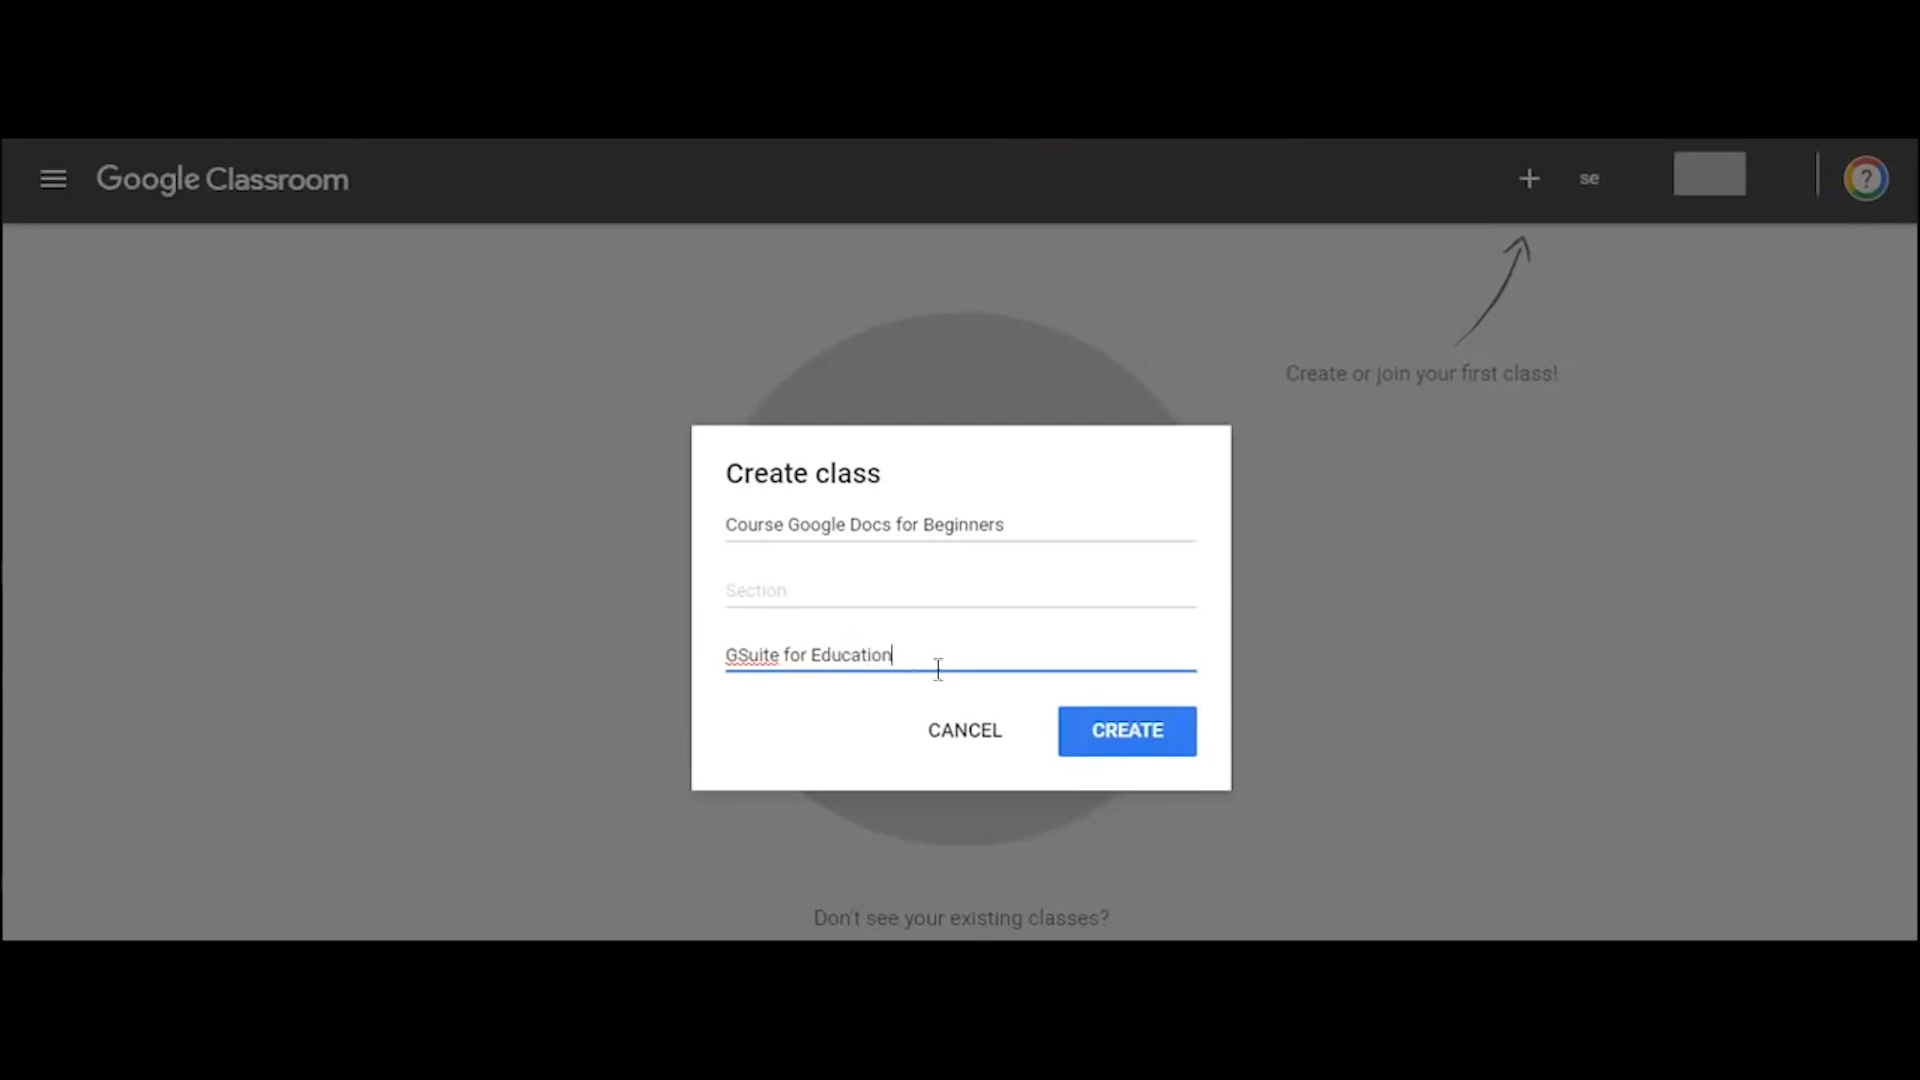 Google Classroom
se
?
Create or join your first class!
Create class
Course Google Docs for Beginners
Section
GSuite for Education
CANCEL
CREATE
Don't see your existing classes?